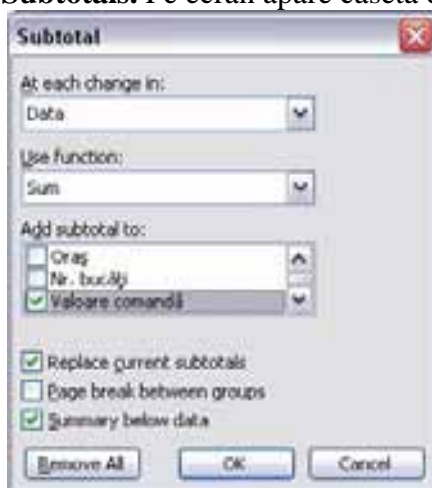 Subtotals. Pe ecran apare caseta
Subtotal
At each change in:
Data
Use function:
Sum
Add subtotal to:
Oraş
Nr. bucăţi
Valoare comandă
Replace current subtotals
Page break between groups
Summary below data
Remove All OK Cancel